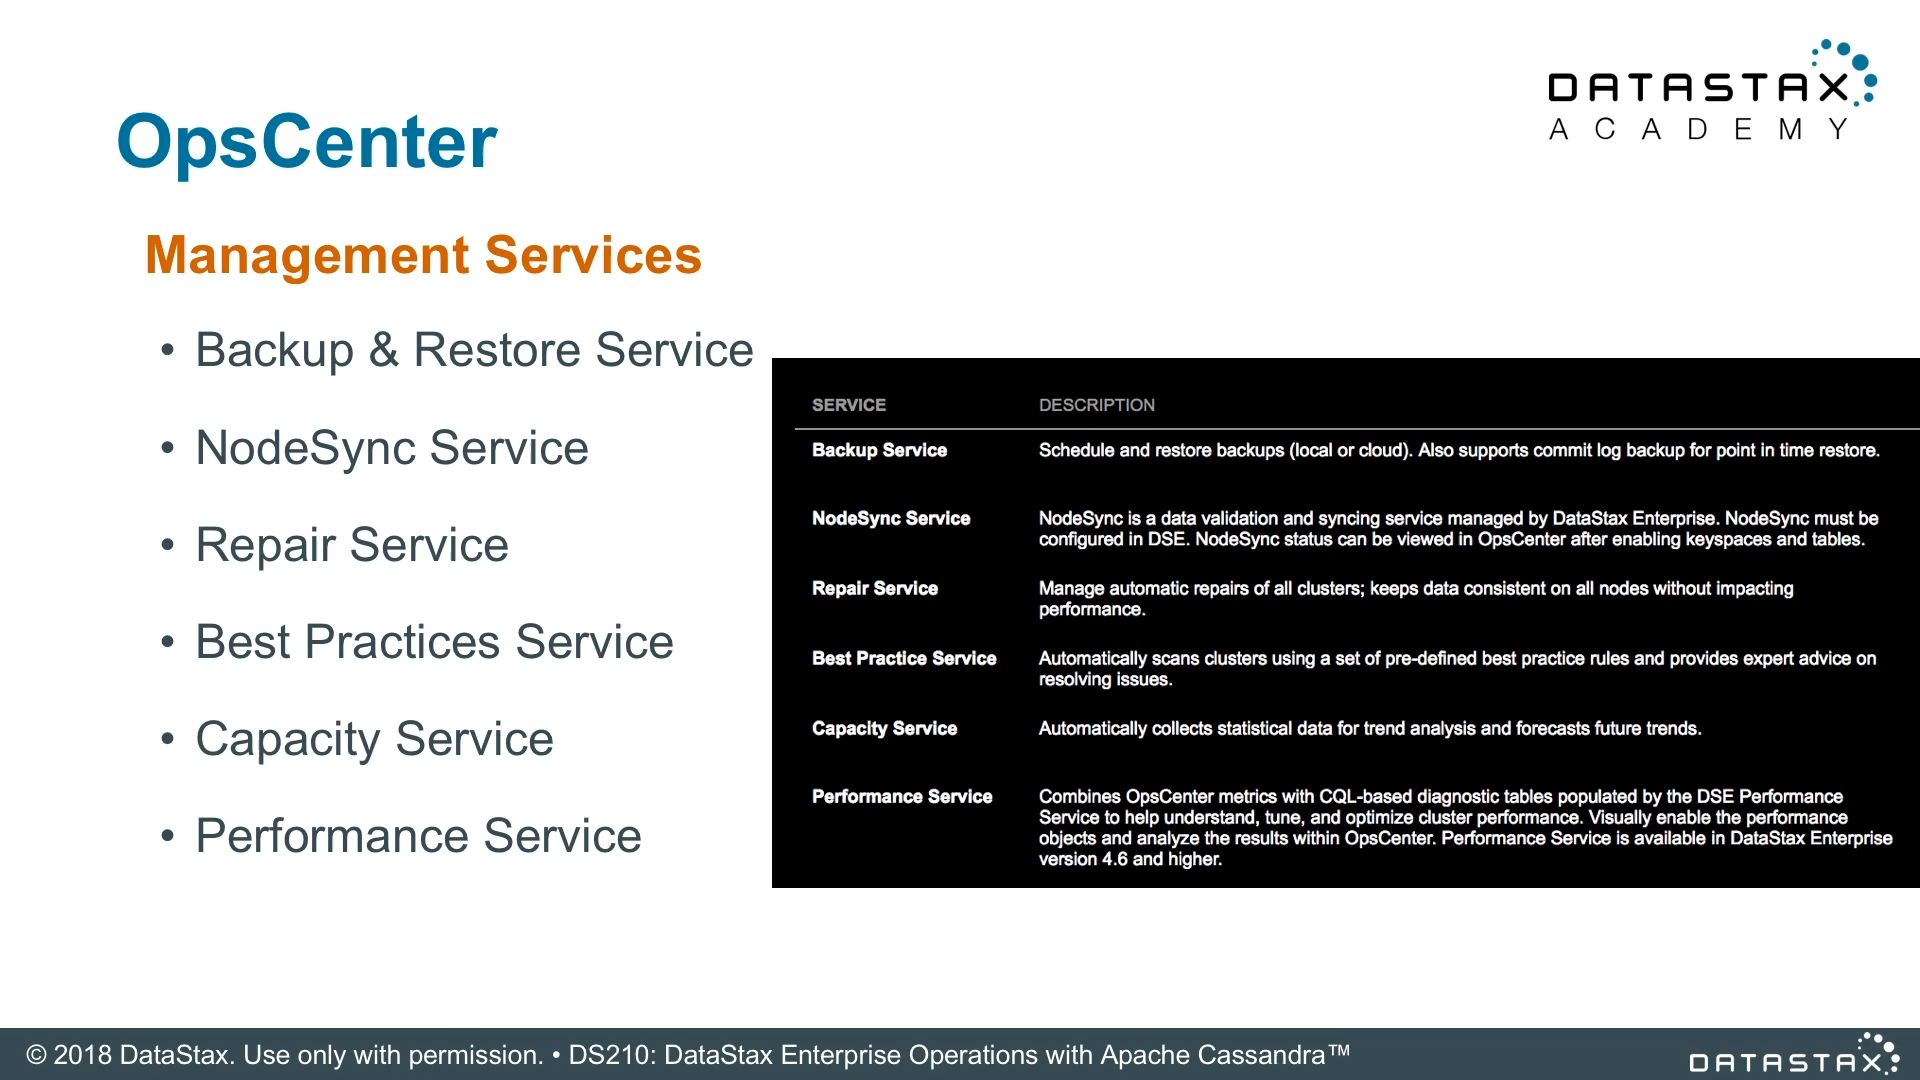 DATASTAX
ACADEMY
OpsCenter
Management Services
• Backup & Restore Service
• NodeSync Service
• Repair Service
• Best Practices Service
• Capacity Service
• Performance Service
SERVICE DESCRIPTION
Backup Service Schedule and restore backups (local or cloud). Also supports commit log backup for point in time restore.
NodeSync Service NodeSync is a data validation and syncing service managed by DataStax Enterprise. NodeSync must be
configured in DSE. NodeSync status can be viewed in OpsCenter after enabling keyspaces and tables.
Repair Service Manage automatic repairs of all clusters; keeps data consistent on all nodes without impacting
performance.
Best Practice Service Automatically scans clusters using a set of pre-defined best practice rules and provides expert advice on
resolving issues.
Capacity Service Automatically collects statistical data for trend analysis and forecasts future trends.
Performance Service Combines OpsCenter metrics with CQL-based diagnostic tables populated by the DSE Performance
Service to help understand, tune, and optimize cluster performance. Visually enable the performance
objects and analyze the results within OpsCenter. Performance Service is available in DataStax Enterprise
version 4.6 and higher.
© 2018 DataStax. Use only with permission. • DS210: DataStax Enterprise Operations with Apache Cassandra™
DATASTAX